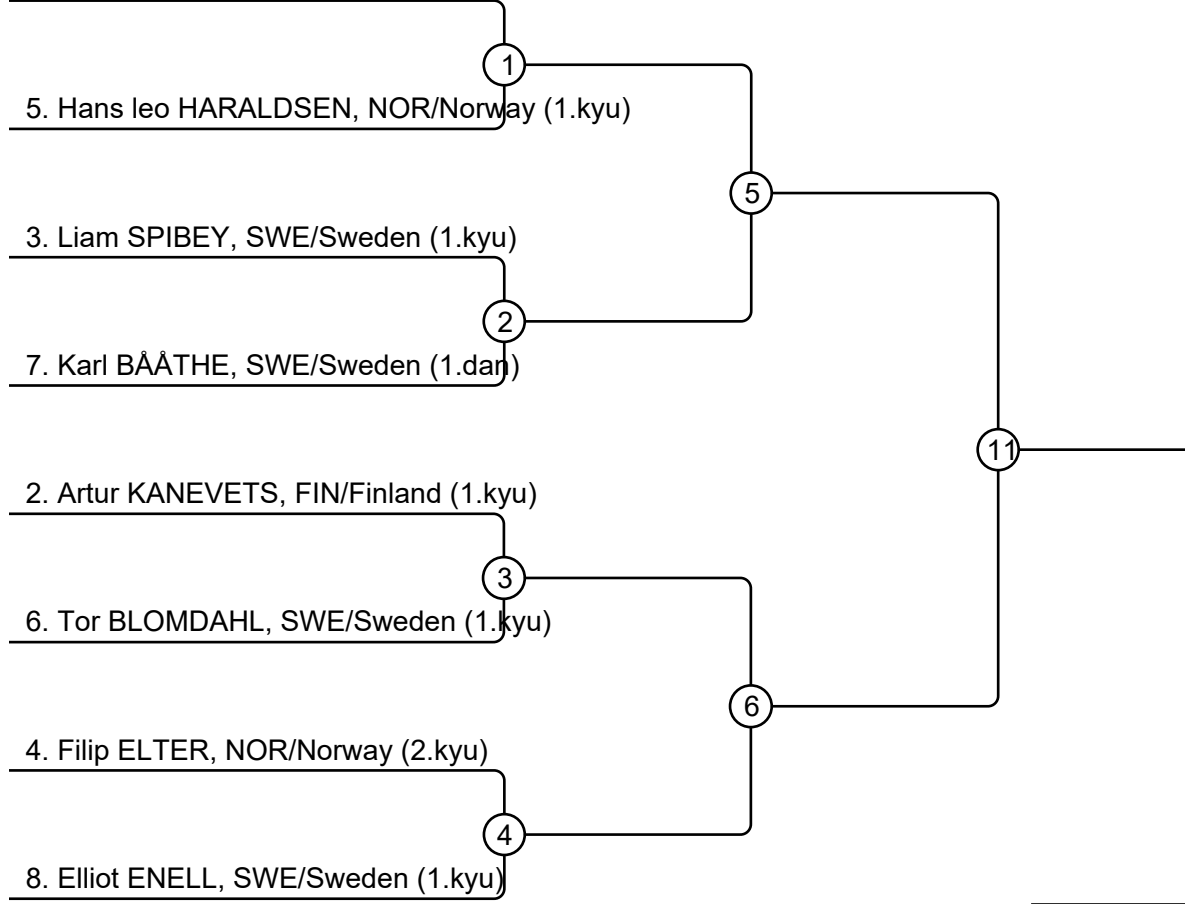 1
5. Hans leo HARALDSEN, NOR/Norway (1.kyu)
5
3. Liam SPIBEY, SWE/Sweden (1.kyu)
2
7. Karl BÅÅTHE, SWE/Sweden (1.dan)
11
2. Artur KANEVETS, FIN/Finland (1.kyu)
3
6. Tor BLOMDAHL, SWE/Sweden (1.kyu)
6
4. Filip ELTER, NOR/Norway (2.kyu)
4
8. Elliot ENELL, SWE/Sweden (1.kyu)